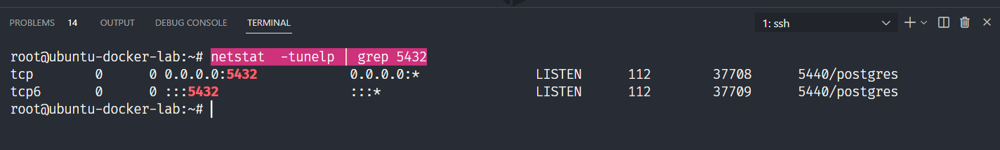 PROBLEMS 14 OUTPUT DEBUG CONSOLE TERMINAL 1: ssh
root@ubuntu-docker-lab:~# netstat  -tunelp | grep 5432
tcp        0      0 0.0.0.0:5432            0.0.0.0:*               LISTEN      112        37708      5440/postgres
tcp6       0      0 :::5432                 :::*                    LISTEN      112        37709      5440/postgres
root@ubuntu-docker-lab:~#